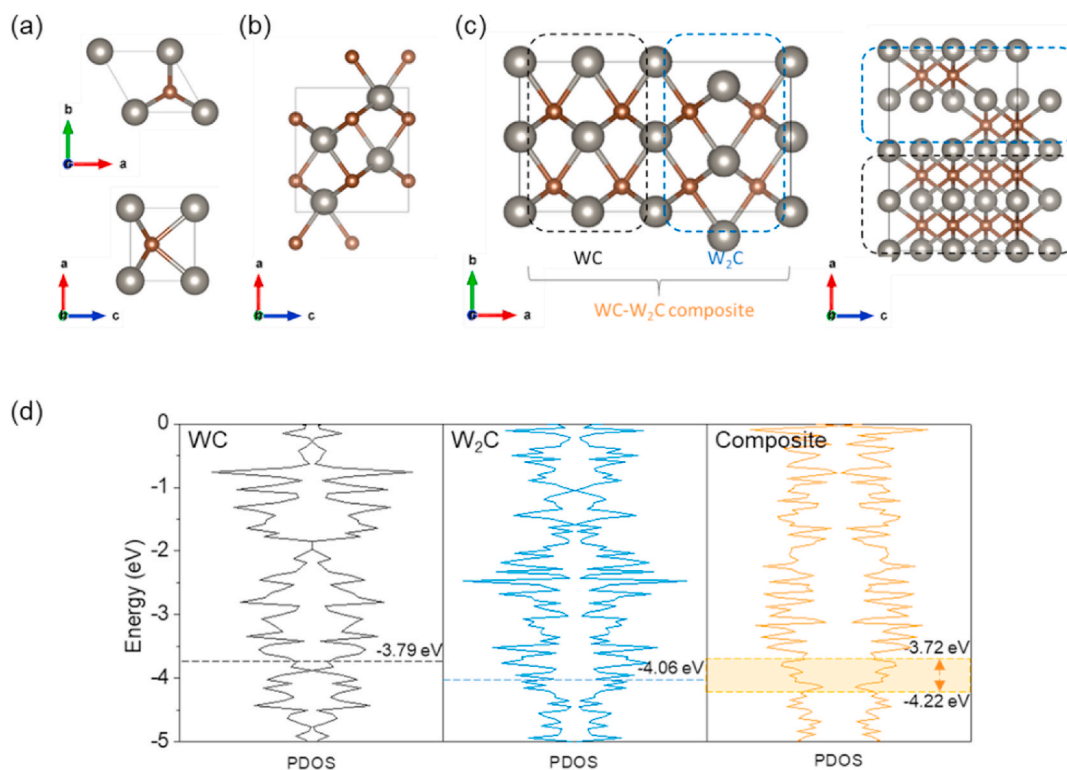 (a)
(b)
(c)
b
a
a
c
a
c
WC
W₂C
WC-W₂C composite
b
a
a
c
(d)
Energy (eV)
0
-1
-2
-3
-4
-5
WC
-3.79 eV
PDOS
W₂C
-4.06 eV
PDOS
Composite
-3.72 eV
-4.22 eV
PDOS